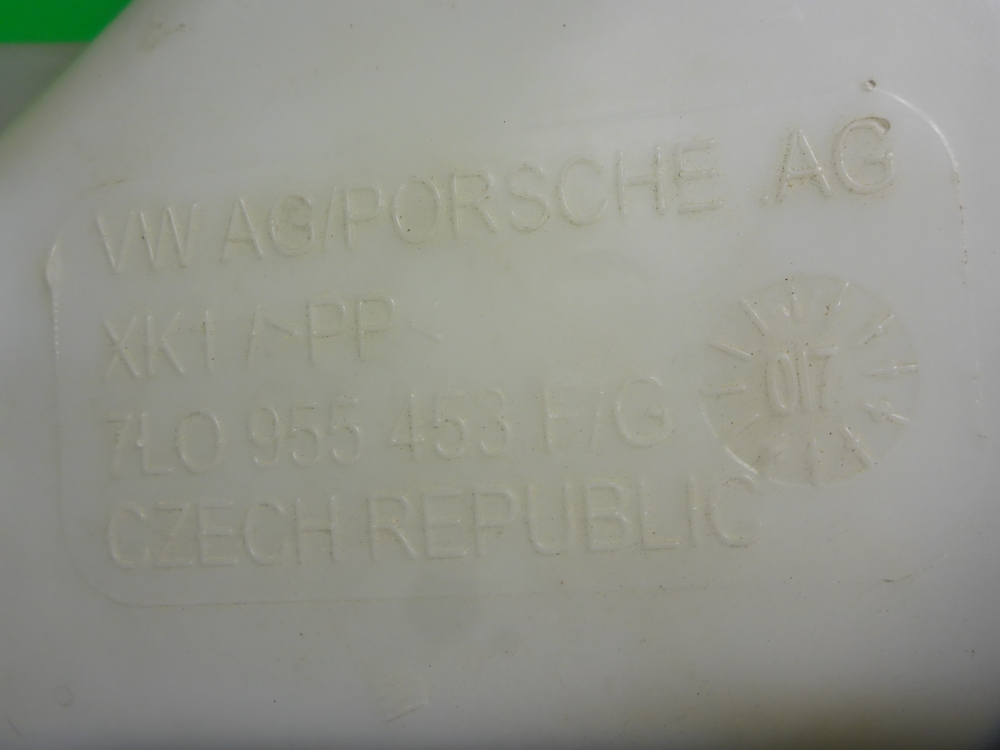 VW AG/PORSCHE AG
XK1 / >PP<
7L0 955 453 F/G
CZECH REPUBLIC
017